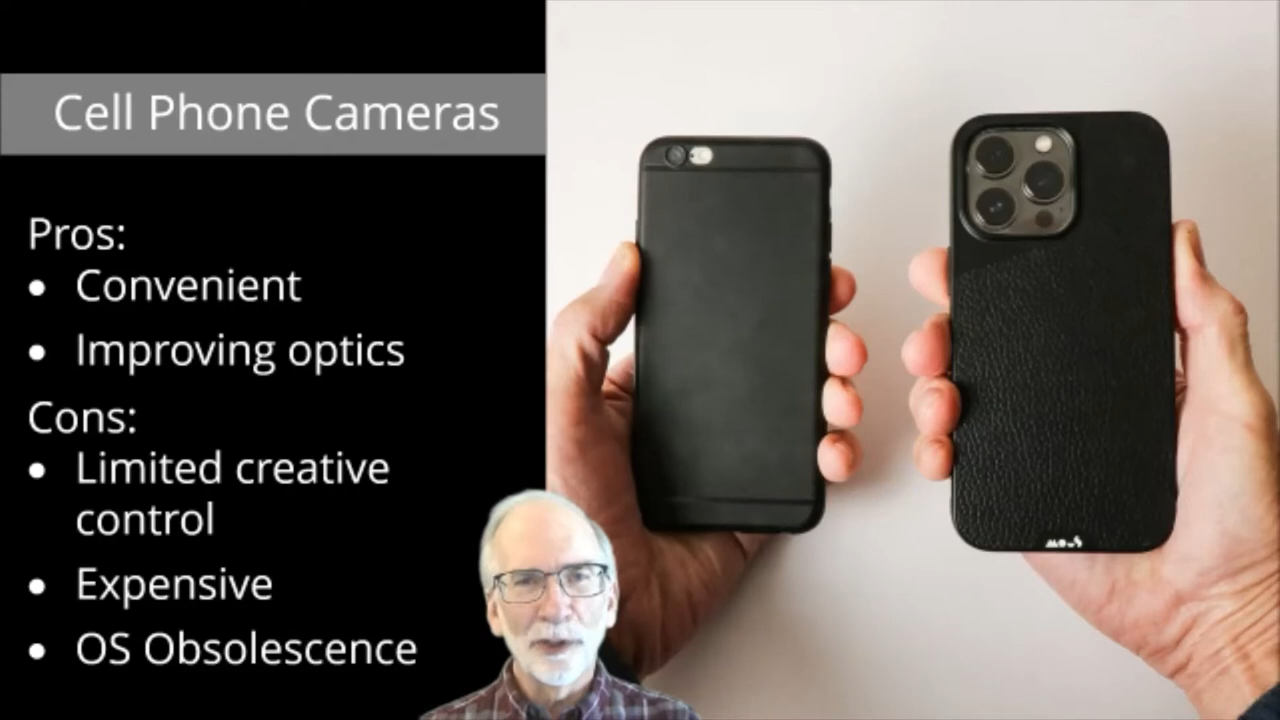 Cell Phone Cameras
Pros:
• Convenient
• Improving optics
Cons:
• Limited creative
control
• Expensive
• OS Obsolescence